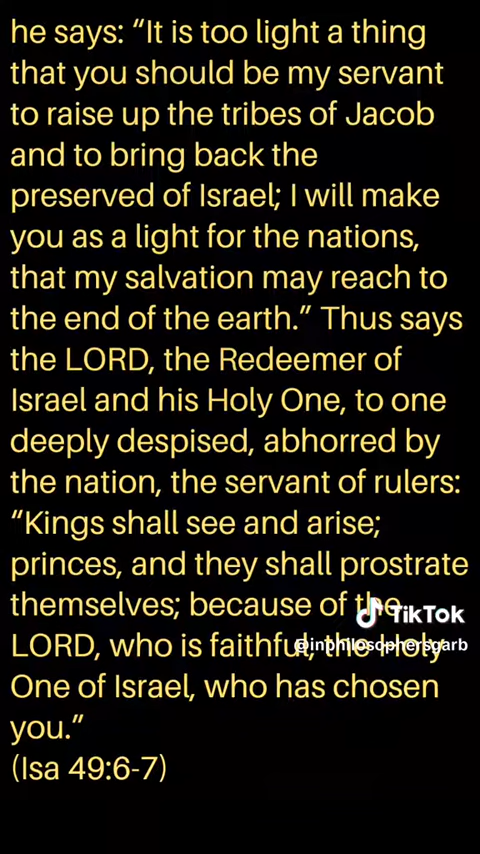 he says: “It is too light a thing
that you should be my servant
to raise up the tribes of Jacob
and to bring back the
preserved of Israel; I will make
you as a light for the nations,
that my salvation may reach to
the end of the earth.” Thus says
the LORD, the Redeemer of
Israel and his Holy One, to one
deeply despised, abhorred by
the nation, the servant of rulers:
“Kings shall see and arise;
princes, and they shall prostrate
themselves; because of the
TikTok
LORD, who is faithful, the Holy
@inphilosophersgarb
One of Israel, who has chosen
you.”
(Isa 49:6-7)